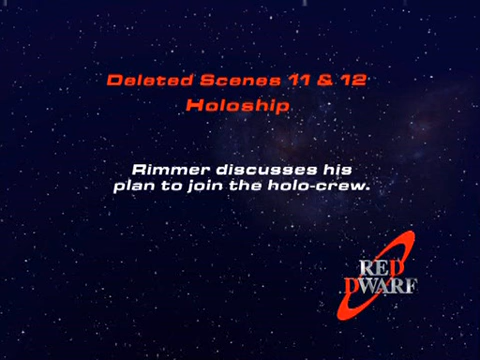 Deleted Scenes 11 & 12
Holoship
Rimmer discusses his
plan to join the holo-crew.
RED
DWARF